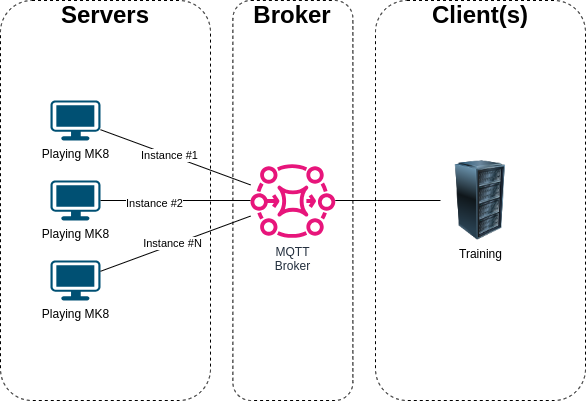 Servers
Broker
Client(s)
Playing MK8
Instance #1
Playing MK8
Instance #2
Playing MK8
Instance #N
MQTT
Broker
Training